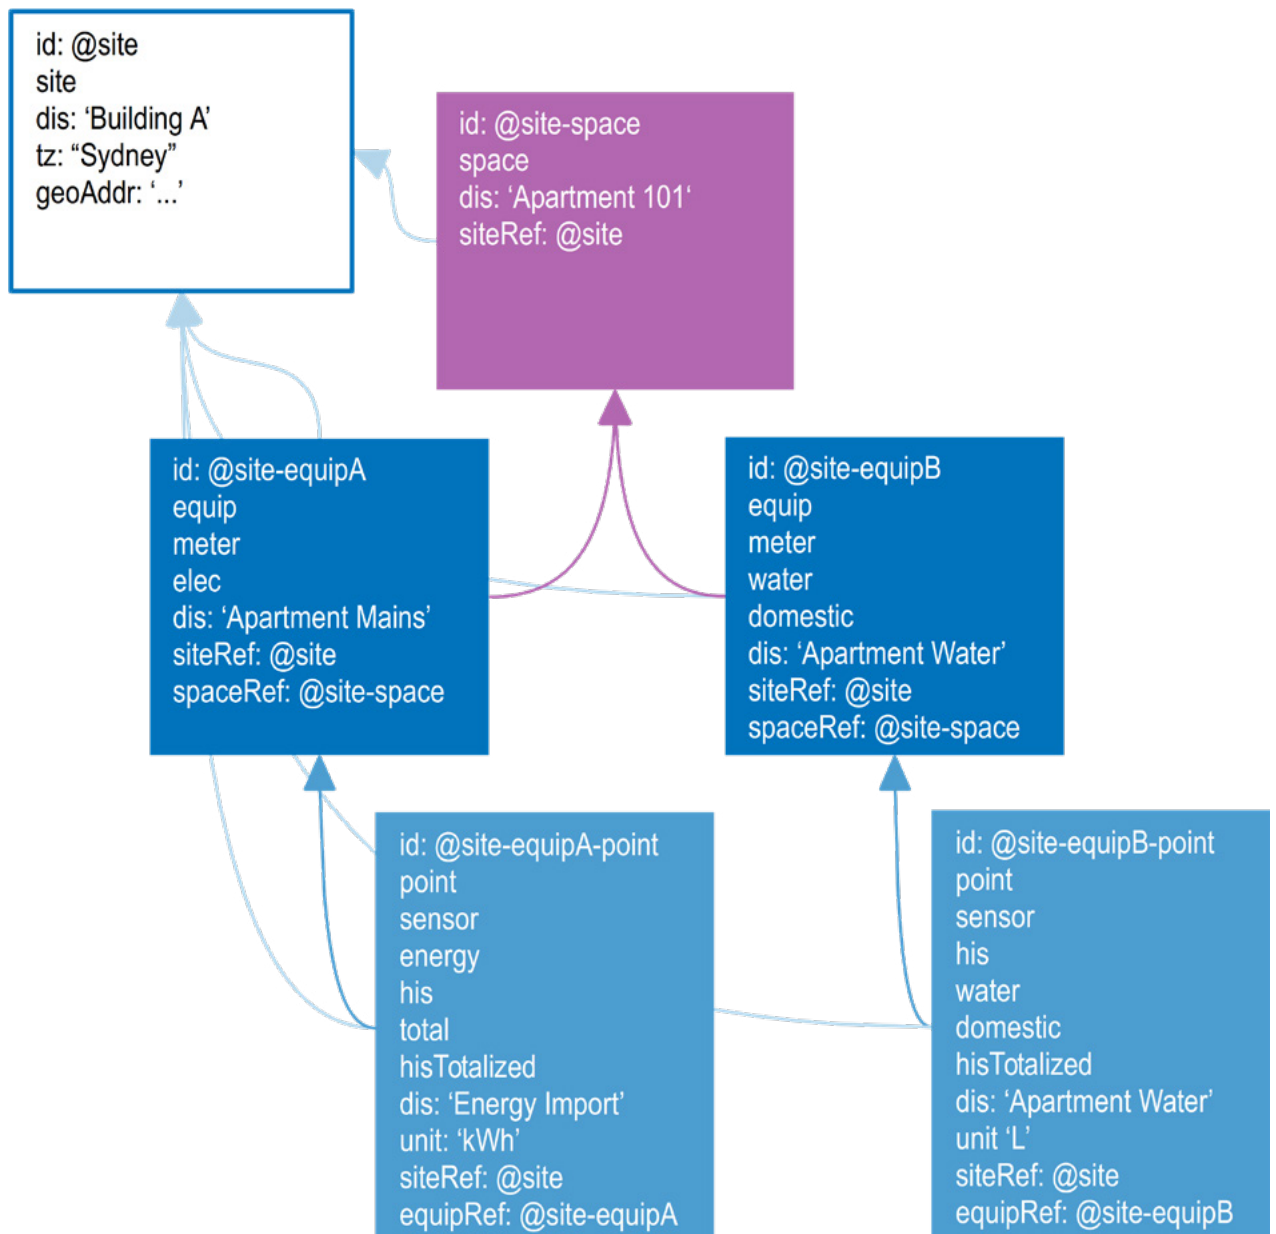 id: @site
site
dis: ‘Building A’
tz: “Sydney”
geoAddr: ‘...’
id: @site-space
space
dis: ‘Apartment 101‘
siteRef: @site
id: @site-equipA
equip
meter
elec
dis: ‘Apartment Mains’
siteRef: @site
spaceRef: @site-space
id: @site-equipB
equip
meter
water
domestic
dis: ‘Apartment Water’
siteRef: @site
spaceRef: @site-space
id: @site-equipA-point
point
sensor
energy
his
total
hisTotalized
dis: ‘Energy Import’
unit: ‘kWh’
siteRef: @site
equipRef: @site-equipA
id: @site-equipB-point
point
sensor
his
water
domestic
hisTotalized
dis: ‘Apartment Water’
unit ‘L’
siteRef: @site
equipRef: @site-equipB